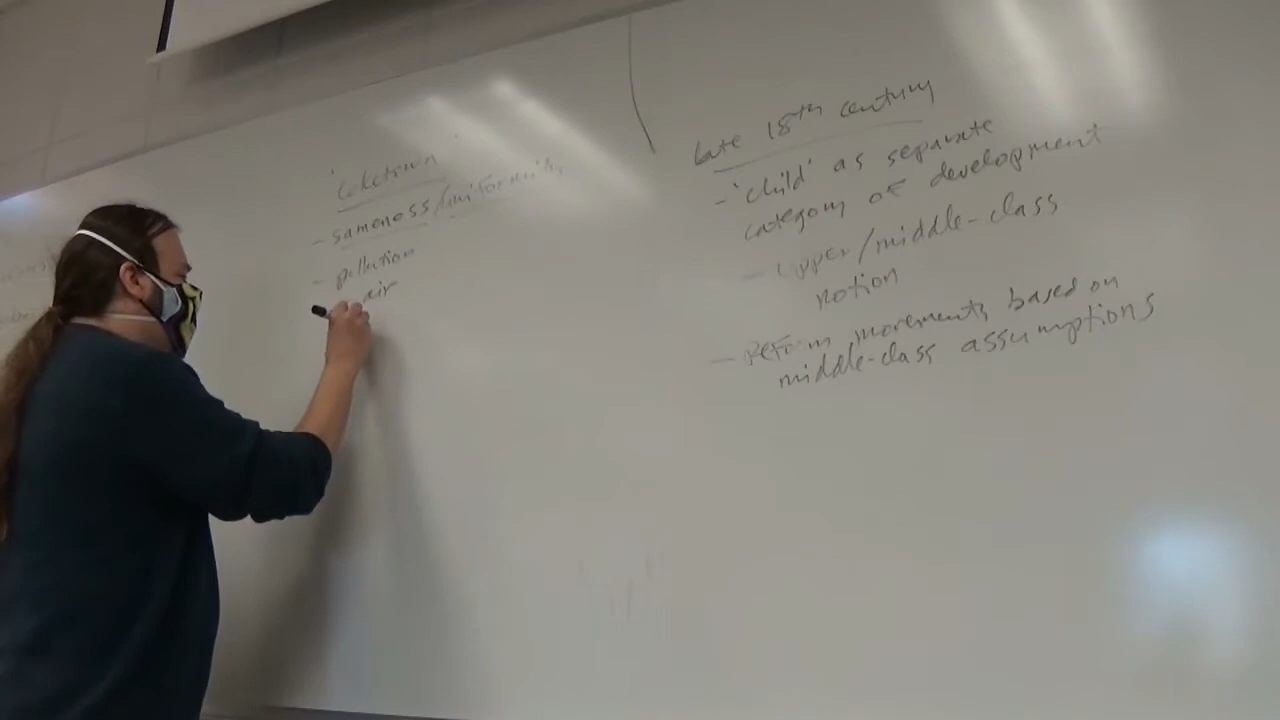 'Coketown'
- sameness/uniformity
- pollution
air
late 18th century
- 'child' as separate
category of development
- upper/middle-class
notion
- reform movements based on
middle-class assumptions